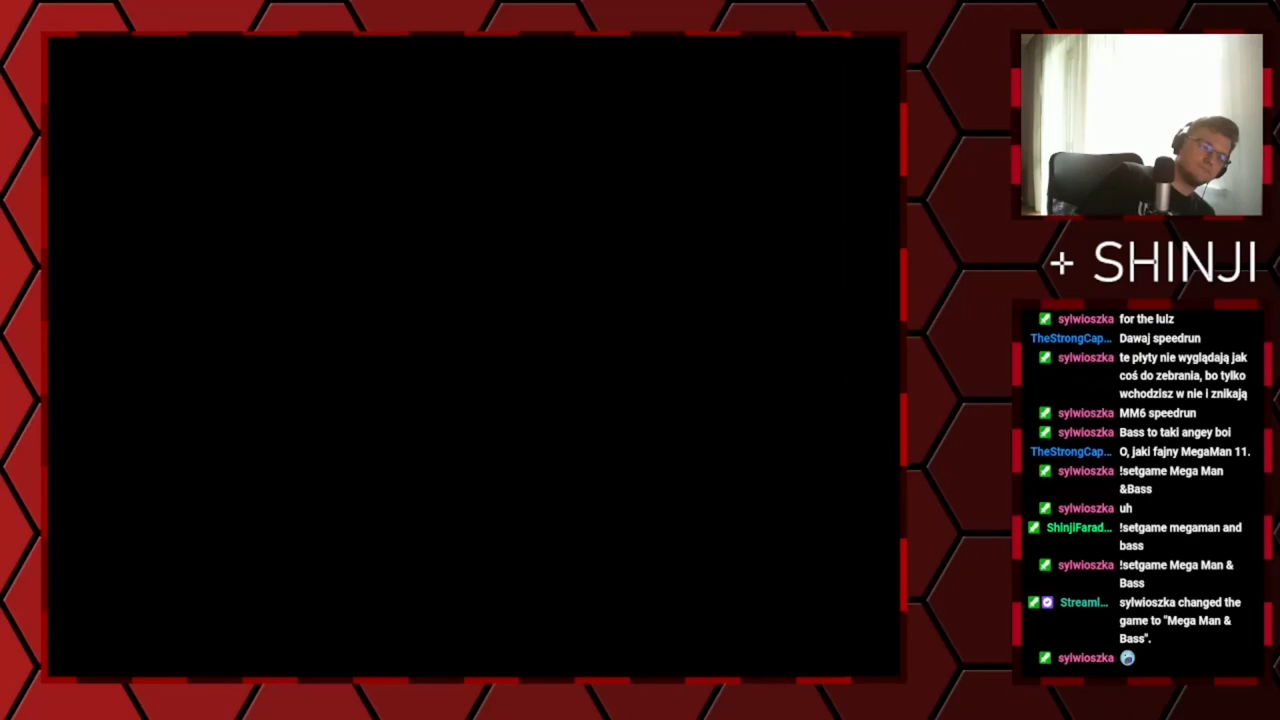 + SHINJI
sylwioszka for the lulz
TheStrongCap... Dawaj speedrun
sylwioszka te płyty nie wyglądają jak
coś do zebrania, bo tylko
wchodzisz w nie i znikają
sylwioszka MM6 speedrun
sylwioszka Bass to taki angey boi
TheStrongCap... O, jaki fajny MegaMan 11.
sylwioszka !setgame Mega Man
&Bass
sylwioszka uh
ShinjiFarad... !setgame megaman and
bass
sylwioszka !setgame Mega Man &
Bass
Streaml... sylwioszka changed the
game to "Mega Man &
Bass".
sylwioszka